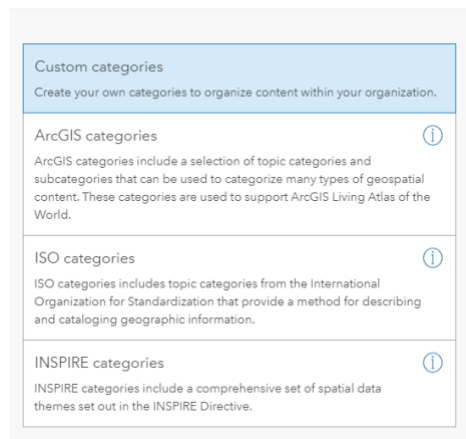 Custom categories
Create your own categories to organize content within your organization.
ArcGIS categories
ArcGIS categories include a selection of topic categories and
subcategories that can be used to categorize many types of geospatial
content. These categories are used to support ArcGIS Living Atlas of the
World.
ISO categories
ISO categories includes topic categories from the International
Organization for Standardization that provide a method for describing
and cataloging geographic information.
INSPIRE categories
INSPIRE categories include a comprehensive set of spatial data
themes set out in the INSPIRE Directive.